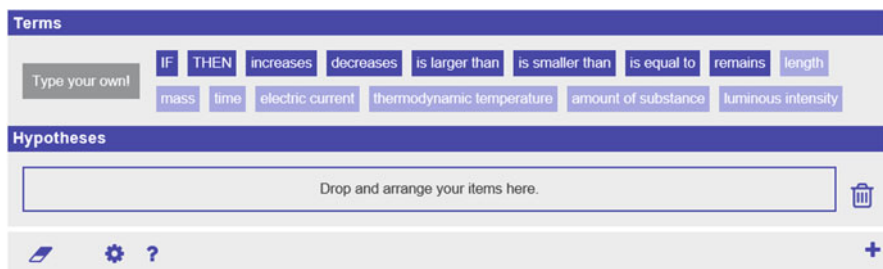 Terms
Type your own!
IF THEN increases decreases is larger than is smaller than is equal to remains length
mass time electric current thermodynamic temperature amount of substance luminous intensity
Hypotheses
Drop and arrange your items here.
?
+